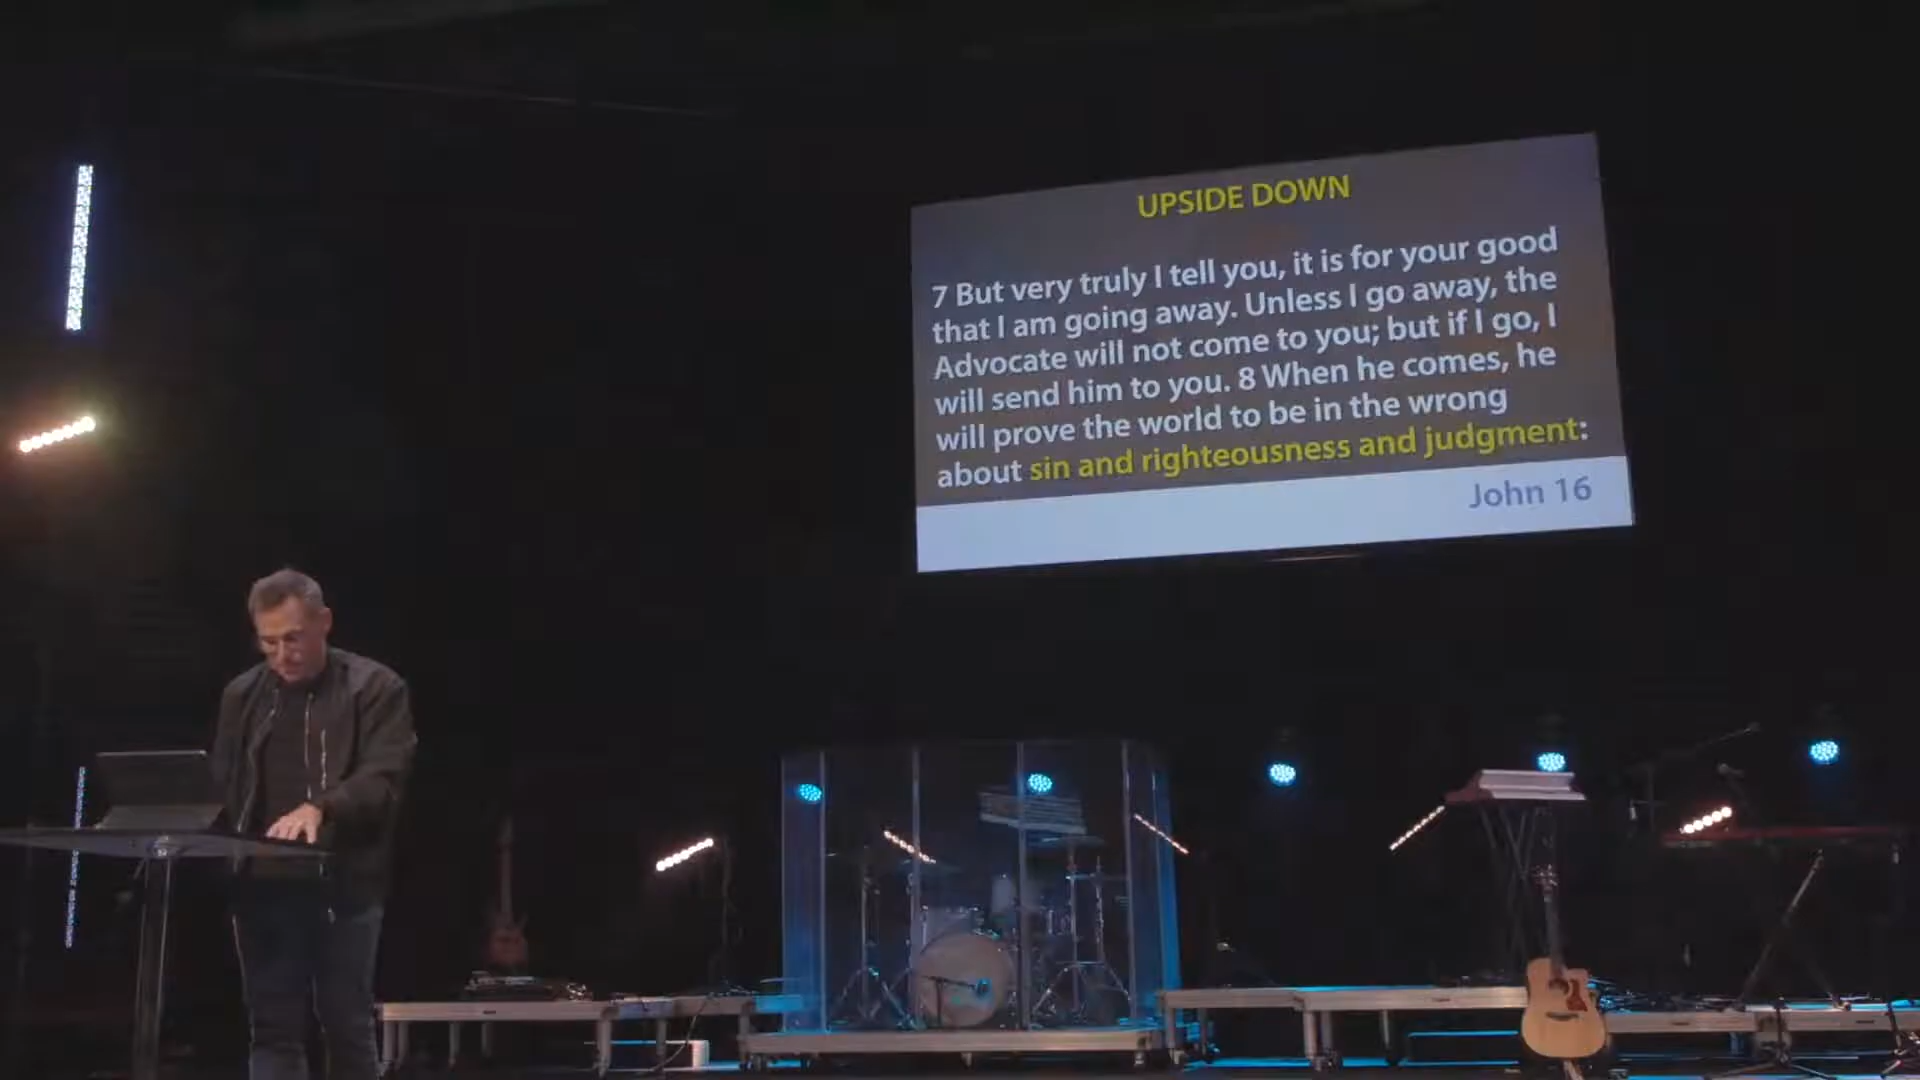 UPSIDE DOWN
7 But very truly I tell you, it is for your good
that I am going away. Unless I go away, the
Advocate will not come to you; but if I go, I
will send him to you. 8 When he comes, he
will prove the world to be in the wrong
about sin and righteousness and judgment:
John 16